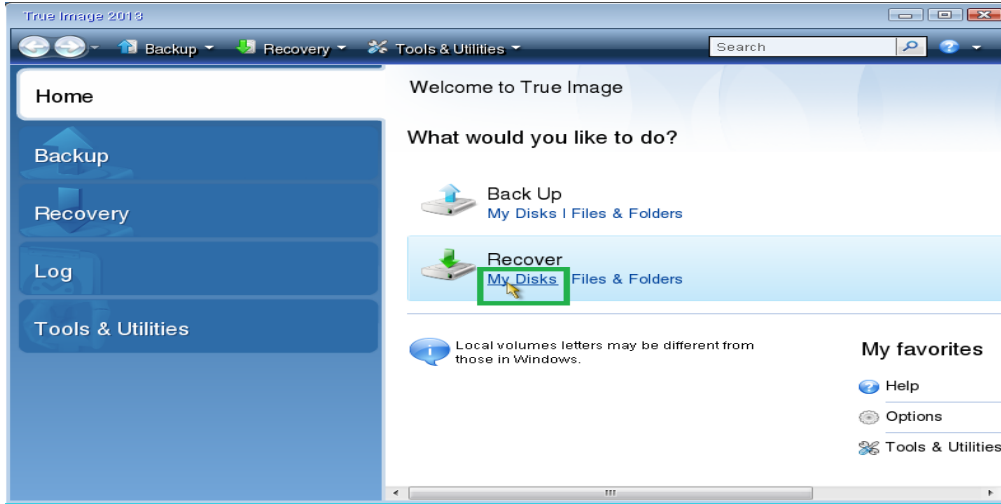 True Image 2013
Backup Recovery Tools & Utilities Search
Home
Backup
Recovery
Log
Tools & Utilities
Welcome to True Image
What would you like to do?
Back Up
My Disks | Files & Folders
Recover
My Disks Files & Folders
Local volumes letters may be different from
those in Windows.
My favorites
Help
Options
Tools & Utilities